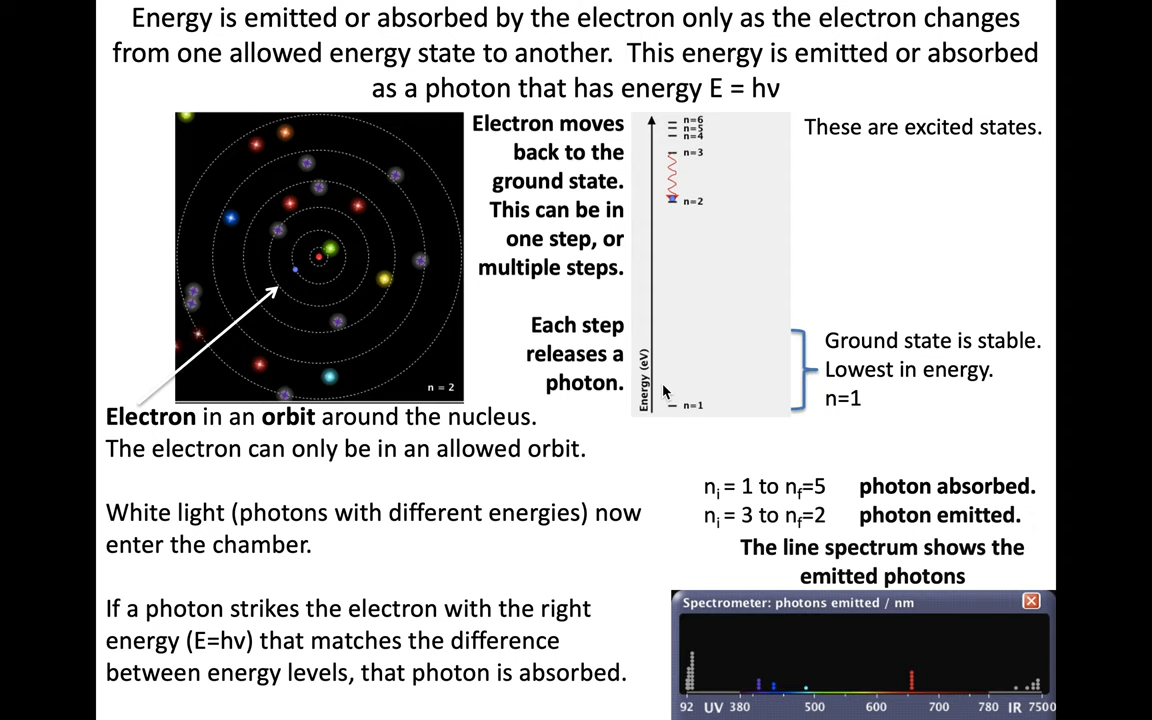 Energy is emitted or absorbed by the electron only as the electron changes
from one allowed energy state to another. This energy is emitted or absorbed
as a photon that has energy E = hν
n = 2
Electron moves
back to the
ground state.
This can be in
one step, or
multiple steps.
Each step
releases a
photon.
Energy (eV)
n=6
n=5
n=4
n=3
n=2
n=1
These are excited states.
Ground state is stable.
Lowest in energy.
n=1
Electron in an orbit around the nucleus.
The electron can only be in an allowed orbit.
White light (photons with different energies) now
enter the chamber.
If a photon strikes the electron with the right
energy (E=hν) that matches the difference
between energy levels, that photon is absorbed.
nᵢ = 1 to n_f=5 photon absorbed.
nᵢ = 3 to n_f=2 photon emitted.
The line spectrum shows the
emitted photons
Spectrometer: photons emitted / nm
92 UV 380 500 600 700 780 IR 7500